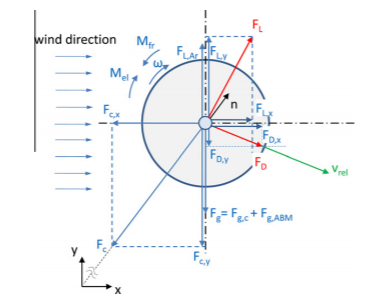 F_L
M_fr
wind direction
ω
F_L,Ar
F_L,y
M_el
n
F_c,x
F_L,x
F_D,x
F_D,y
F_D
v_rel
F_g = F_g,c + F_g,ABM
F_c
F_c,y
y
x